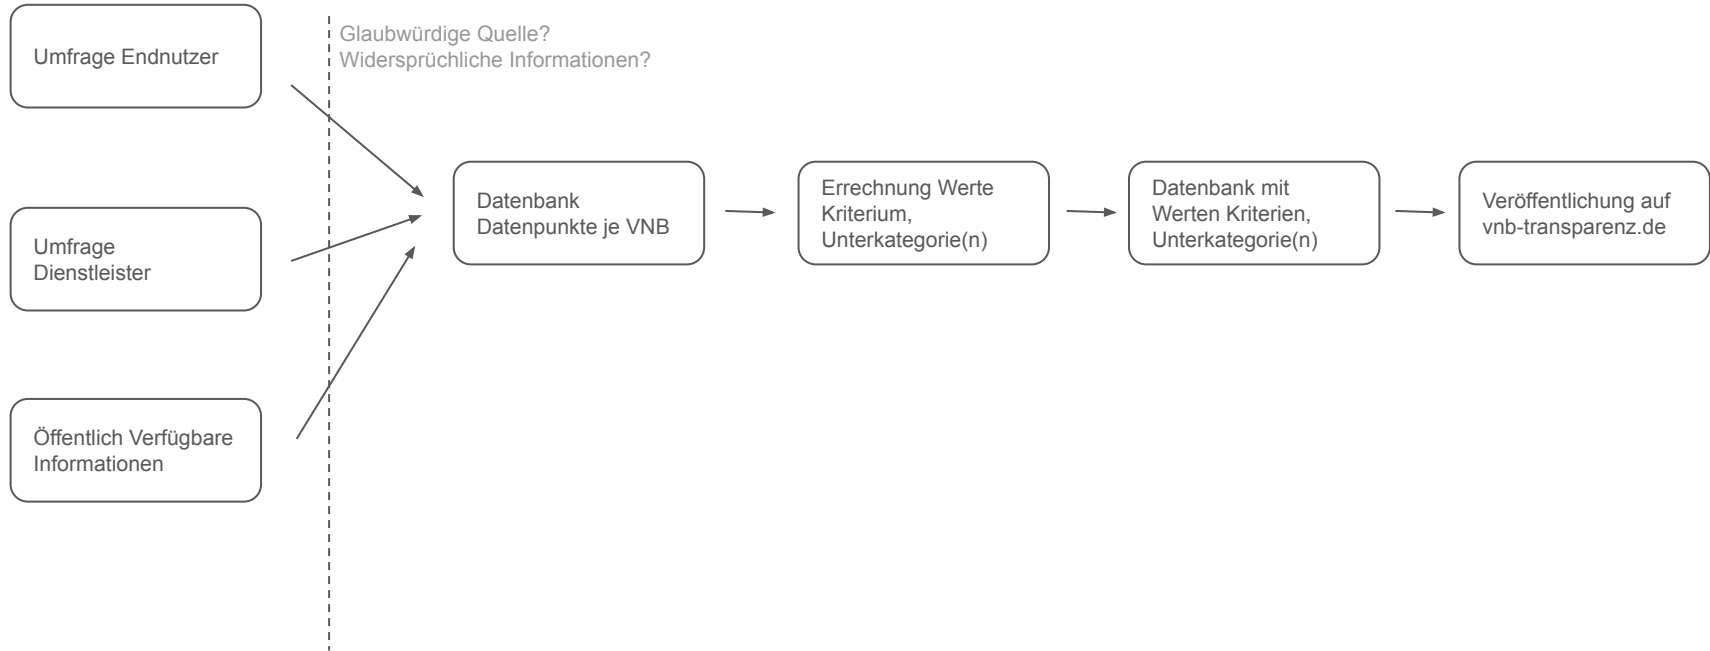 Umfrage Endnutzer
Glaubwürdige Quelle?
Widersprüchliche Informationen?
Umfrage
Dienstleister
Öffentlich Verfügbare
Informationen
Datenbank
Datenpunkte je VNB
Errechnung Werte
Kriterium,
Unterkategorie(n)
Datenbank mit
Werten Kriterien,
Unterkategorie(n)
Veröffentlichung auf
vnb-transparenz.de